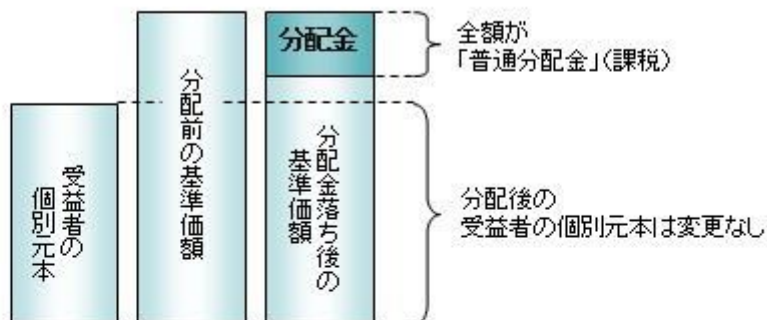 受益者の
個別元本
分配前の基準価額
分配金
分配金落ち後の
基準価額
全額が
「普通分配金」(課税)
分配後の
受益者の個別元本は変更なし